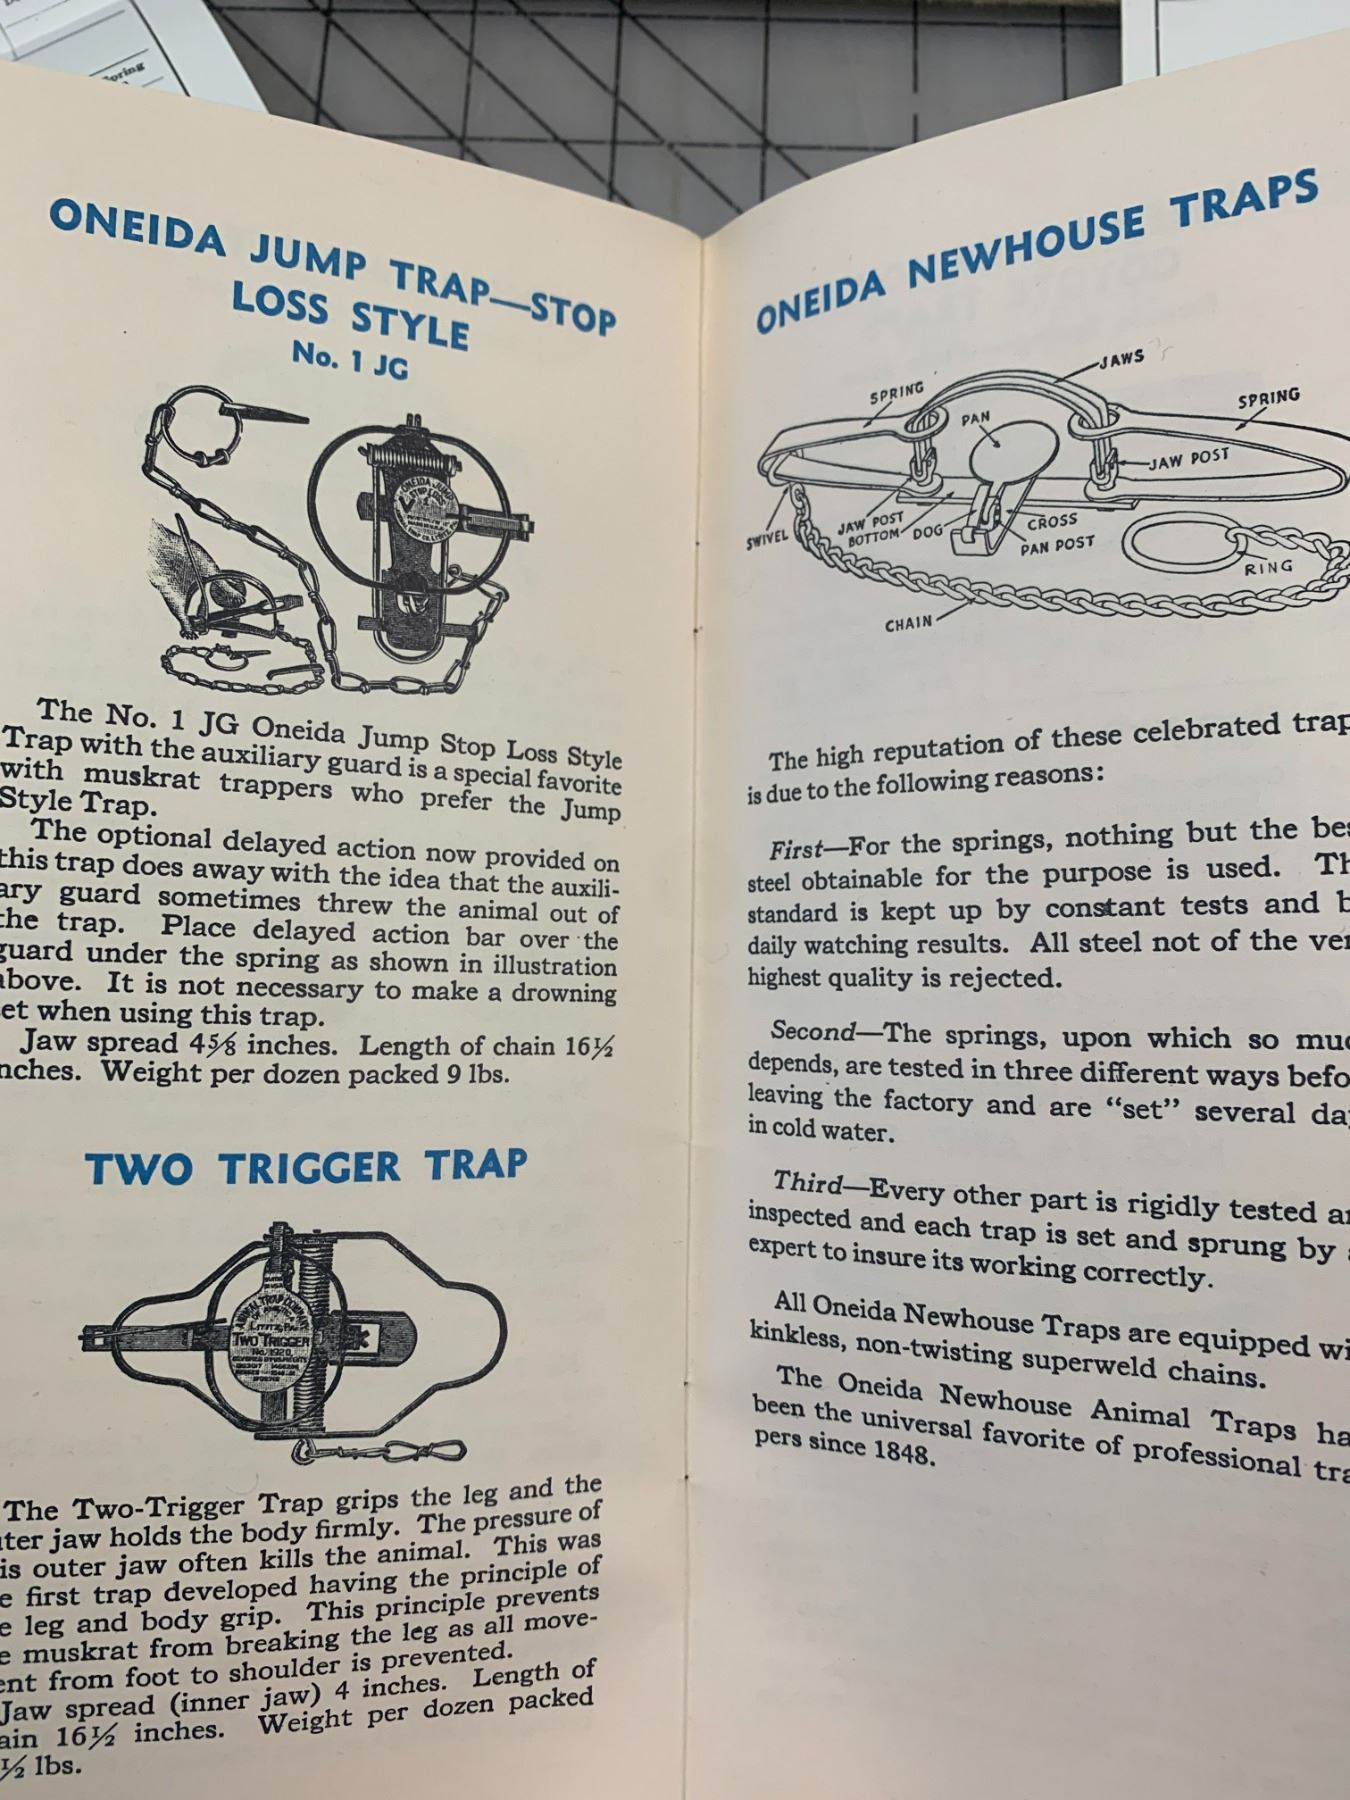 oring
ONEIDA JUMP TRAP—STOP
LOSS STYLE
No. 1 JG
ONEIDA JUMP
STOP LOSS
The No. 1 JG Oneida Jump Stop Loss Style
Trap with the auxiliary guard is a special favorite
with muskrat trappers who prefer the Jump
Style Trap.
The optional delayed action now provided on
this trap does away with the idea that the auxili-
ary guard sometimes threw the animal out of
the trap. Place delayed action bar over the
guard under the spring as shown in illustration
above. It is not necessary to make a drowning
et when using this trap.
Jaw spread 4⅝ inches. Length of chain 16½
nches. Weight per dozen packed 9 lbs.
TWO TRIGGER TRAP
ANIMAL TRAP COMPANY
LITITZ, PA.
TWO TRIGGER
No. 1920
The Two-Trigger Trap grips the leg and the
uter jaw holds the body firmly. The pressure of
is outer jaw often kills the animal. This was
e first trap developed having the principle of
e leg and body grip. This principle prevents
e muskrat from breaking the leg as all move-
ent from foot to shoulder is prevented.
Jaw spread (inner jaw) 4 inches. Length of
ain 16½ inches. Weight per dozen packed
½ lbs.
ONEIDA NEWHOUSE TRAPS
JAWS
SPRING
SPRING
PAN
JAW POST
JAW POST
CROSS
SWIVEL
BOTTOM
DOG
PAN POST
RING
CHAIN
The high reputation of these celebrated trap
is due to the following reasons:
First—For the springs, nothing but the bes
steel obtainable for the purpose is used. Th
standard is kept up by constant tests and b
daily watching results. All steel not of the ver
highest quality is rejected.
Second—The springs, upon which so muc
depends, are tested in three different ways befo
leaving the factory and are “set” several day
in cold water.
Third—Every other part is rigidly tested an
inspected and each trap is set and sprung by a
expert to insure its working correctly.
All Oneida Newhouse Traps are equipped wi
kinkless, non-twisting superweld chains.
The Oneida Newhouse Animal Traps ha
been the universal favorite of professional tra
pers since 1848.